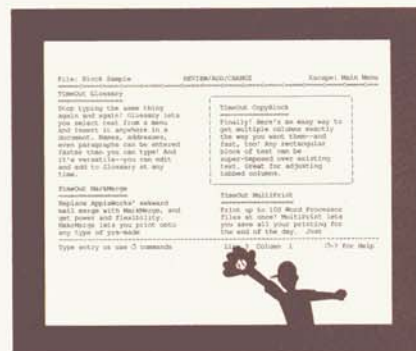 File: Block Sample REVIEW/ADD/CHANGE Escape: Main Menu
TimeOut Glossary
Stop typing the same thing
again and again! Glossary lets
you select text from a menu
and insert it anywhere in a
document. Names, addresses,
even paragraphs can be entered
faster than you can type! And
it's versatile--you can edit
and add to Glossary at any
time.
TimeOut CopyBlock
Finally! Here's an easy way to
get multiple columns exactly
the way you want them--and
fast, too! Any rectangular
block of text can be
super-imposed over existing
text. Great for adjusting
tabbed columns.
TimeOut MarkMerge
Replace AppleWorks' awkward
mail merge with MarkMerge, and
get power and flexibility.
MarkMerge lets you print onto
any type of pre-made
TimeOut MultiPrint
Print up to 100 Word Processor
files at once! MultiPrint lets
you save all your printing for
the end of the day. Just
Type entry or use commands Line Column 1 ? for Help